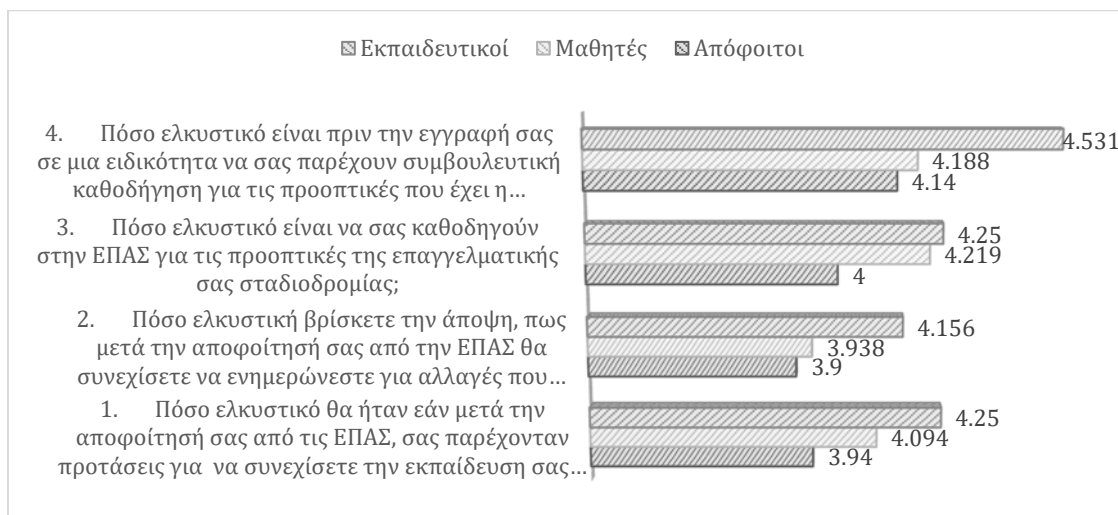 Εκπαιδευτικοί Μαθητές Απόφοιτοι
4. Πόσο ελκυστικό είναι πριν την εγγραφή σας
σε μια ειδικότητα να σας παρέχουν συμβουλευτική
καθοδήγηση για τις προοπτικές που έχει η…
4.531
4.188
4.14
3. Πόσο ελκυστικό είναι να σας καθοδηγούν
στην ΕΠΑΣ για τις προοπτικές της επαγγελματικής
σας σταδιοδρομίας;
4.25
4.219
4
2. Πόσο ελκυστική βρίσκετε την άποψη, πως
μετά την αποφοίτησή σας από την ΕΠΑΣ θα
συνεχίσετε να ενημερώνεστε για αλλαγές που…
4.156
3.938
3.9
1. Πόσο ελκυστικό θα ήταν εάν μετά την
αποφοίτησή σας από τις ΕΠΑΣ, σας παρέχονταν
προτάσεις για να συνεχίσετε την εκπαίδευση σας…
4.25
4.094
3.94